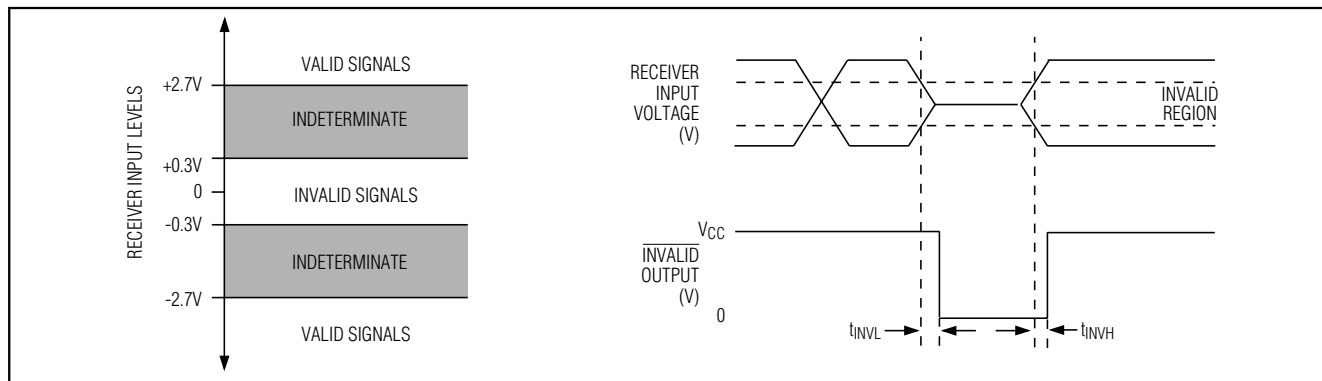 RECEIVER INPUT LEVELS
VALID SIGNALS
+2.7V
INDETERMINATE
+0.3V
0
INVALID SIGNALS
-0.3V
INDETERMINATE
-2.7V
VALID SIGNALS
RECEIVER
INPUT
VOLTAGE
(V)
INVALID
REGION
VCC
INVALID
OUTPUT
(V)
0
tINVL
tINVH